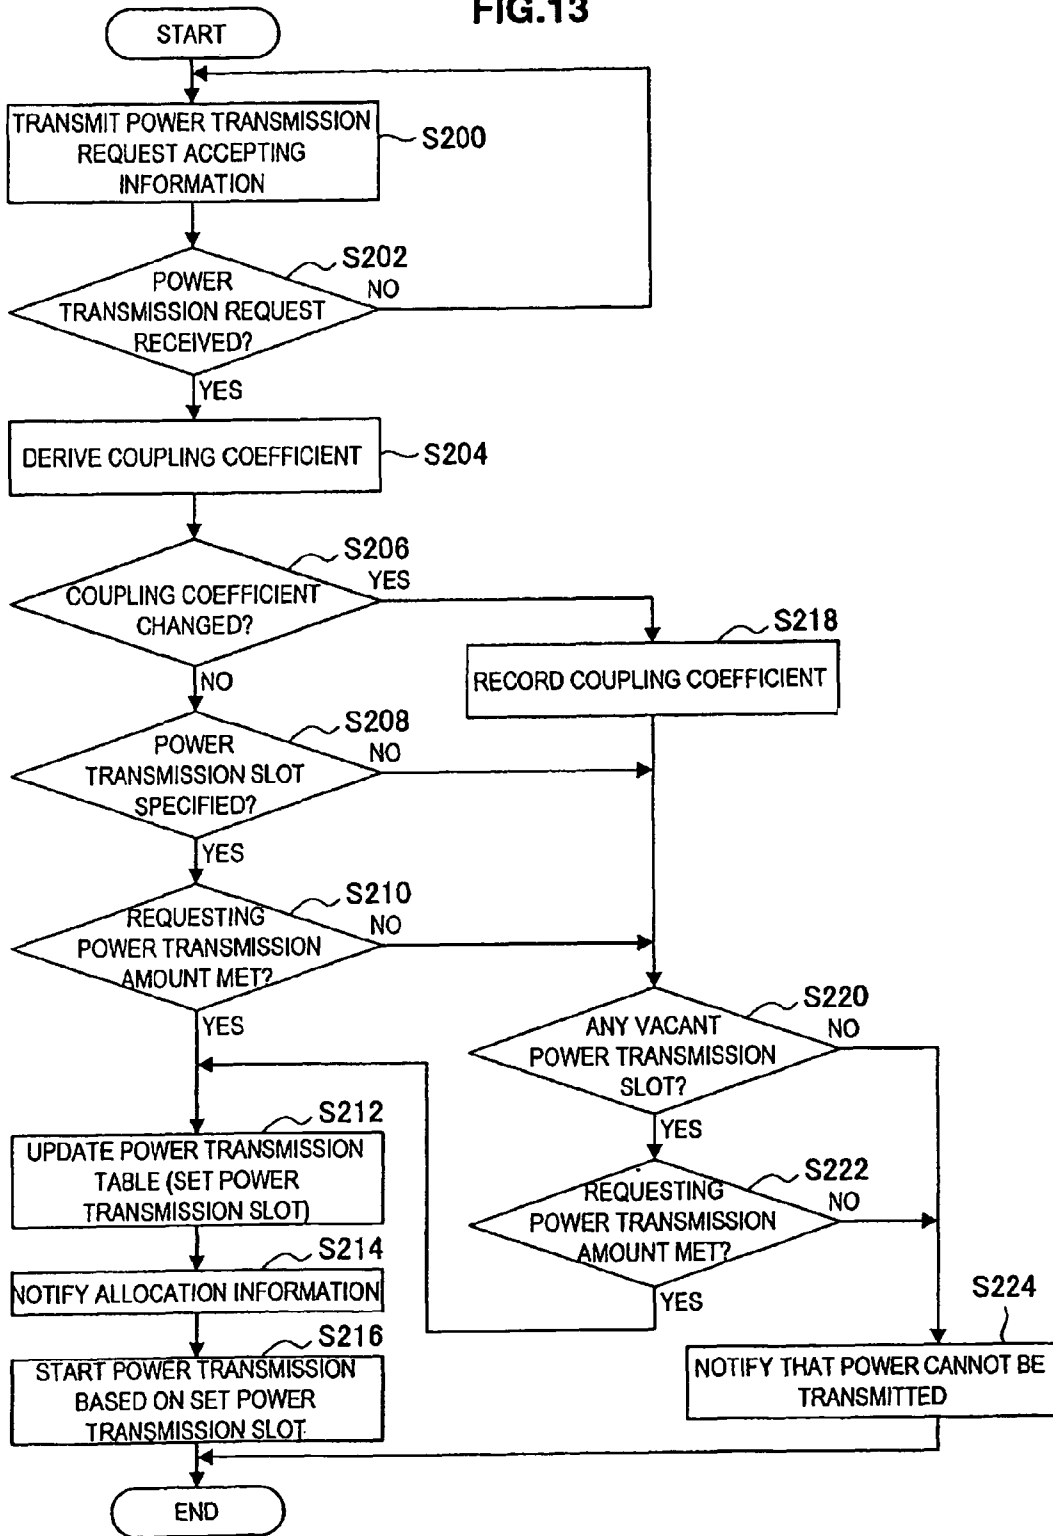 FIG.13
START
TRANSMIT POWER TRANSMISSION
REQUEST ACCEPTING
INFORMATION
S200
S202
POWER
TRANSMISSION REQUEST
RECEIVED?
NO
YES
DERIVE COUPLING COEFFICIENT
S204
S206
COUPLING COEFFICIENT
CHANGED?
YES
NO
S218
RECORD COUPLING COEFFICIENT
S208
POWER
TRANSMISSION SLOT
SPECIFIED?
NO
YES
S210
REQUESTING
POWER TRANSMISSION
AMOUNT MET?
NO
YES
S220
ANY VACANT
POWER TRANSMISSION
SLOT?
NO
YES
S212
UPDATE POWER TRANSMISSION
TABLE (SET POWER
TRANSMISSION SLOT)
S222
REQUESTING
POWER TRANSMISSION
AMOUNT MET?
NO
YES
S214
NOTIFY ALLOCATION INFORMATION
S216
START POWER TRANSMISSION
BASED ON SET POWER
TRANSMISSION SLOT
S224
NOTIFY THAT POWER CANNOT BE
TRANSMITTED
END